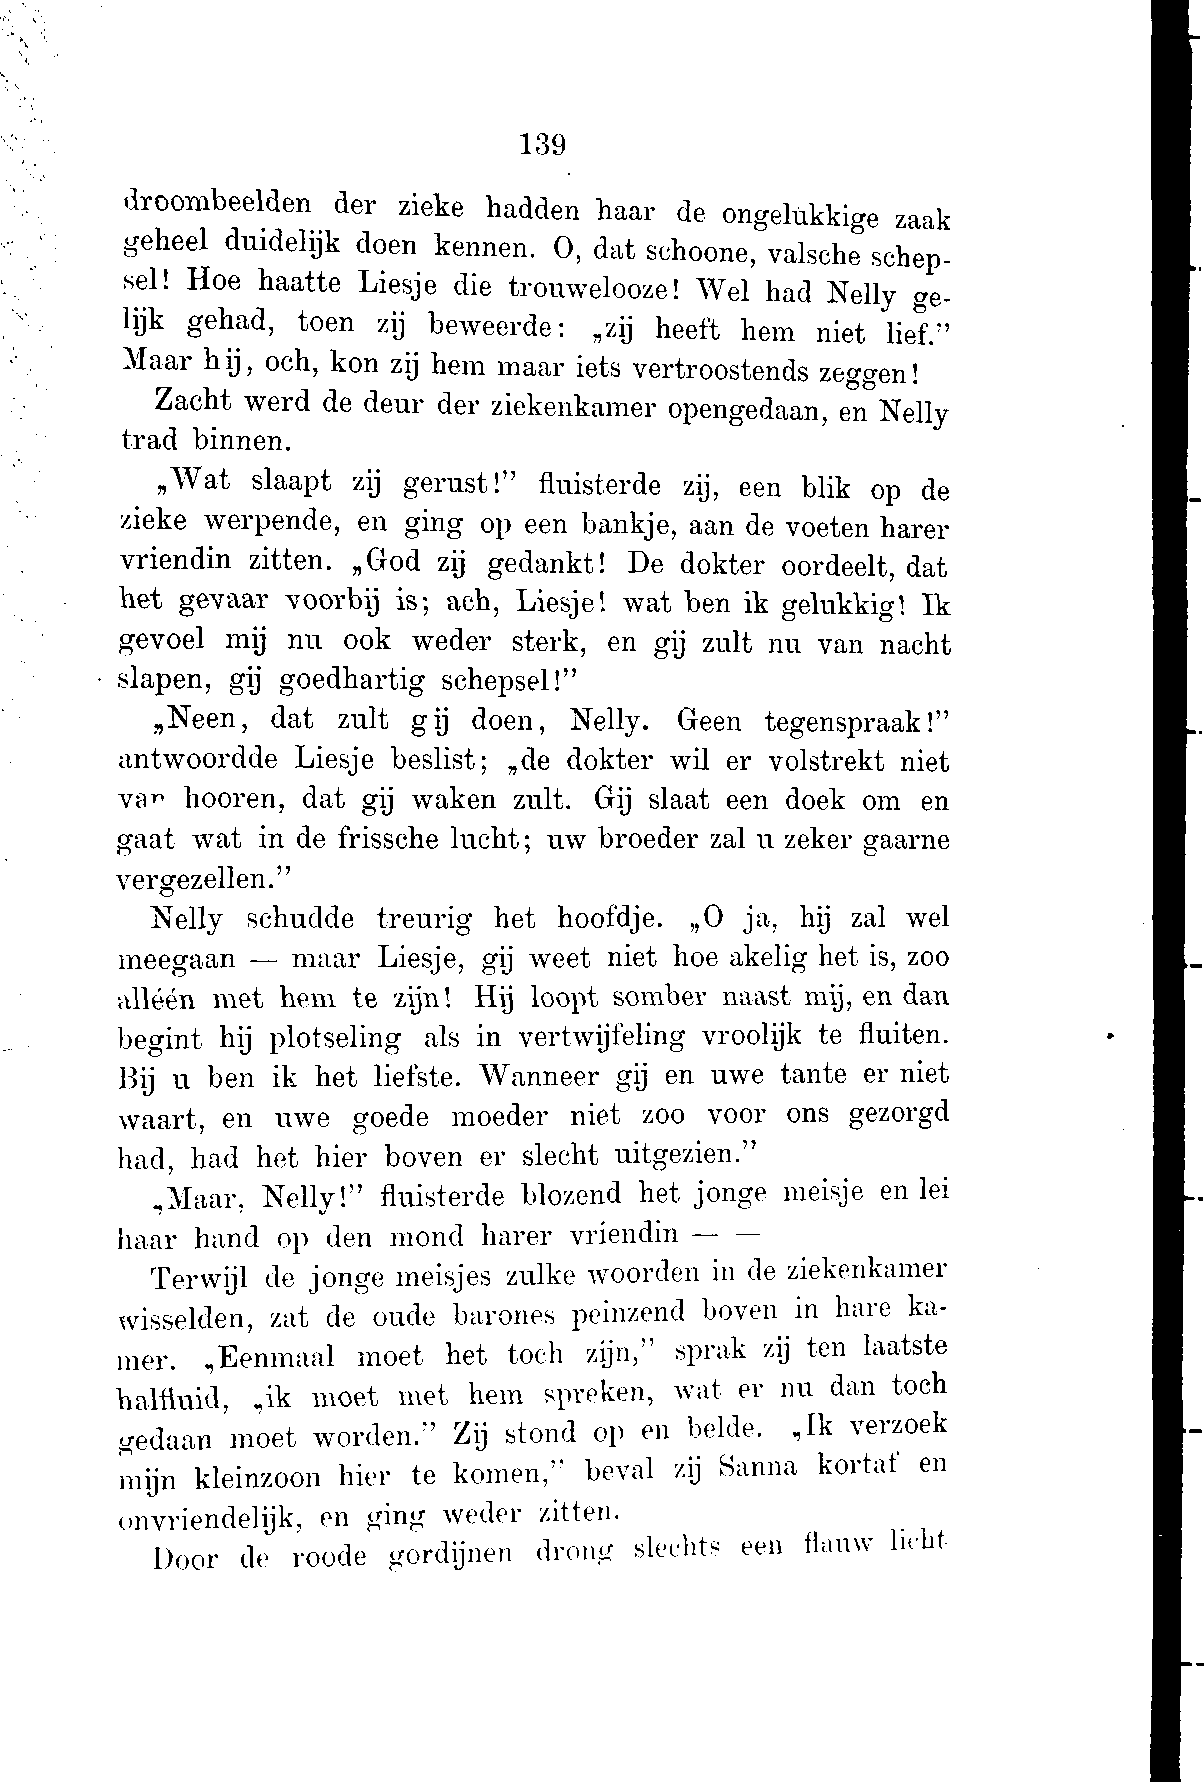 139
droombeelden der zieke hadden haar de ongelukkige zaak
geheel duidelijk doen kennen. O, dat schoone, valsche schep-
sel! Hoe haatte Liesje die trouwelooze! Wel had Nelly ge-
lijk gehad, toen zij beweerde: „zij heeft hem niet lief.”
Maar hij, och, kon zij hem maar iets vertroostends zeggen!
Zacht werd de deur der ziekenkamer opengedaan, en Nelly
trad binnen.
„Wat slaapt zij gerust!” fluisterde zij, een blik op de
zieke werpende, en ging op een bankje, aan de voeten harer
vriendin zitten. „God zij gedankt! De dokter oordeelt, dat
het gevaar voorbij is; ach, Liesje! wat ben ik gelukkig! Ik
gevoel mij nu ook weder sterk, en gij zult nu van nacht
slapen, gij goedhartig schepsel!”
„Neen, dat zult gij doen, Nelly. Geen tegenspraak!”
antwoordde Liesje beslist; „de dokter wil er volstrekt niet
van hooren, dat gij waken zult. Gij slaat een doek om en
gaat wat in de frissche lucht; uw broeder zal u zeker gaarne
vergezellen.”
Nelly schudde treurig het hoofdje. „O ja, hij zal wel
meegaan — maar Liesje, gij weet niet hoe akelig het is, zoo
alléén met hem te zijn! Hij loopt somber naast mij, en dan
begint hij plotseling als in vertwijfeling vroolijk te fluiten.
Bij u ben ik het liefste. Wanneer gij en uwe tante er niet
waart, en uwe goede moeder niet zoo voor ons gezorgd
had, had het hier boven er slecht uitgezien.”
„Maar, Nelly!” fluisterde blozend het jonge meisje en lei
haar hand op den mond harer vriendin — —
Terwijl de jonge meisjes zulke woorden in de ziekenkamer
wisselden, zat de oude barones peinzend boven in hare ka-
mer. „Eenmaal moet het toch zijn,” sprak zij ten laatste
halfluid, „ik moet met hem spreken, wat er nu dan toch
gedaan moet worden.” Zij stond op en belde. „Ik verzoek
mijn kleinzoon hier te komen,” beval zij Sanna kortaf en
onvriendelijk, en ging weder zitten.
Door de roode gordijnen drong slechts een flauw licht